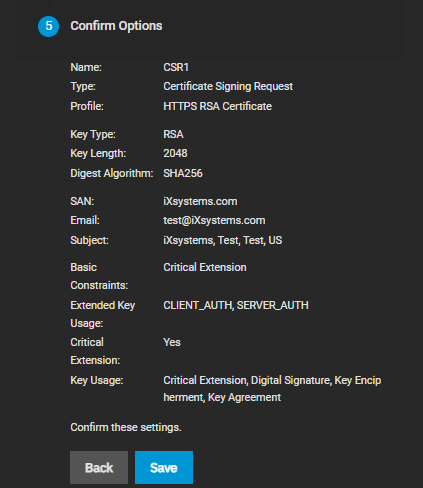 5 Confirm Options
Name: CSR1
Type: Certificate Signing Request
Profile: HTTPS RSA Certificate
Key Type: RSA
Key Length: 2048
Digest Algorithm: SHA256
SAN: iXsystems.com
Email: test@iXsystems.com
Subject: iXsystems, Test, Test, US
Basic Critical Extension
Constraints:
Extended Key CLIENT_AUTH, SERVER_AUTH
Usage:
Critical Yes
Extension:
Key Usage: Critical Extension, Digital Signature, Key Encip
herment, Key Agreement
Confirm these settings.
Back Save